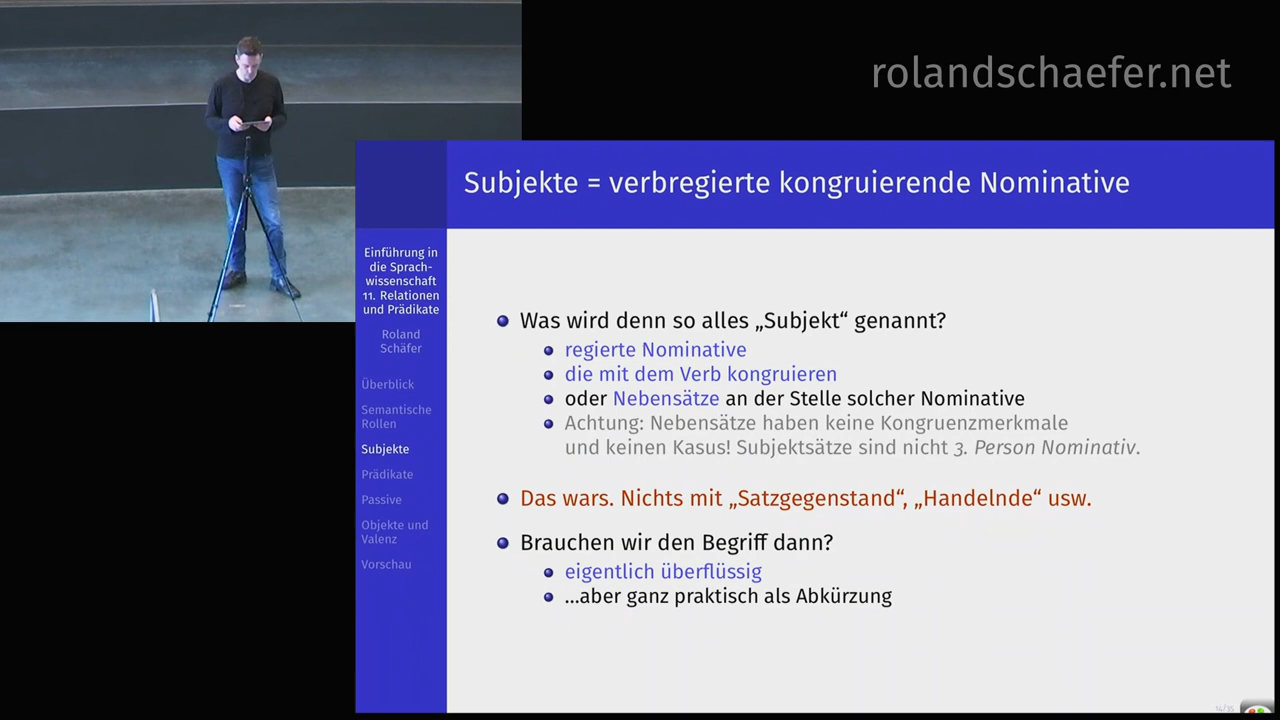 rolandschaefer.net
Subjekte = verbregierte kongruierende Nominative
Einführung in
die Sprach-
wissenschaft
11. Relationen
und Prädikate
Roland
Schäfer
Überblick
Semantische
Rollen
Subjekte
Prädikate
Passive
Objekte und
Valenz
Vorschau
Was wird denn so alles „Subjekt“ genannt?
regierte Nominative
die mit dem Verb kongruieren
oder Nebensätze an der Stelle solcher Nominative
Achtung: Nebensätze haben keine Kongruenzmerkmale
und keinen Kasus! Subjektsätze sind nicht 3. Person Nominativ.
Das wars. Nichts mit „Satzgegenstand“, „Handelnde“ usw.
Brauchen wir den Begriff dann?
eigentlich überflüssig
…aber ganz praktisch als Abkürzung